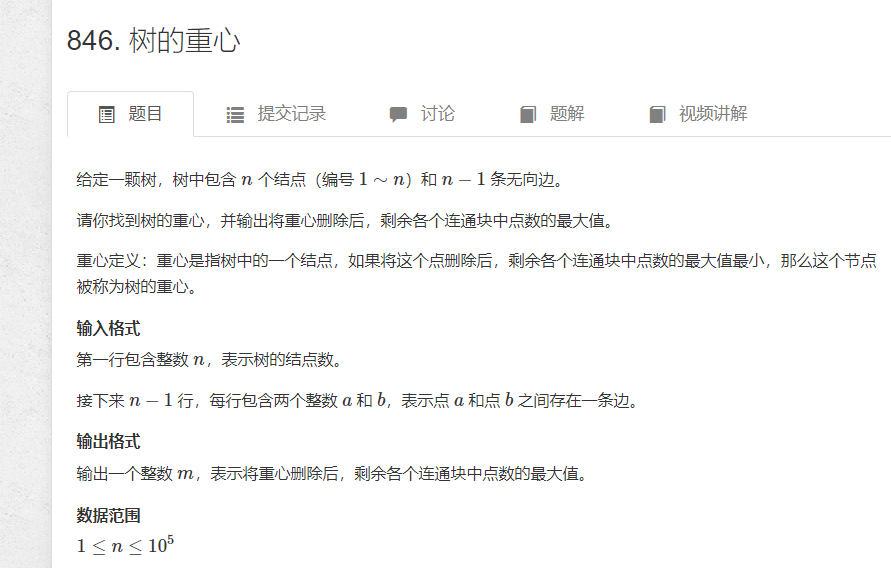 846. 树的重心
题目 提交记录 讨论 题解 视频讲解
给定一颗树，树中包含 n 个结点（编号 1 ∼ n）和 n − 1 条无向边。
请你找到树的重心，并输出将重心删除后，剩余各个连通块中点数的最大值。
重心定义：重心是指树中的一个结点，如果将这个点删除后，剩余各个连通块中点数的最大值最小，那么这个节点
被称为树的重心。
输入格式
第一行包含整数 n，表示树的结点数。
接下来 n − 1 行，每行包含两个整数 a 和 b，表示点 a 和点 b 之间存在一条边。
输出格式
输出一个整数 m，表示将重心删除后，剩余各个连通块中点数的最大值。
数据范围
1 ≤ n ≤ 10⁵